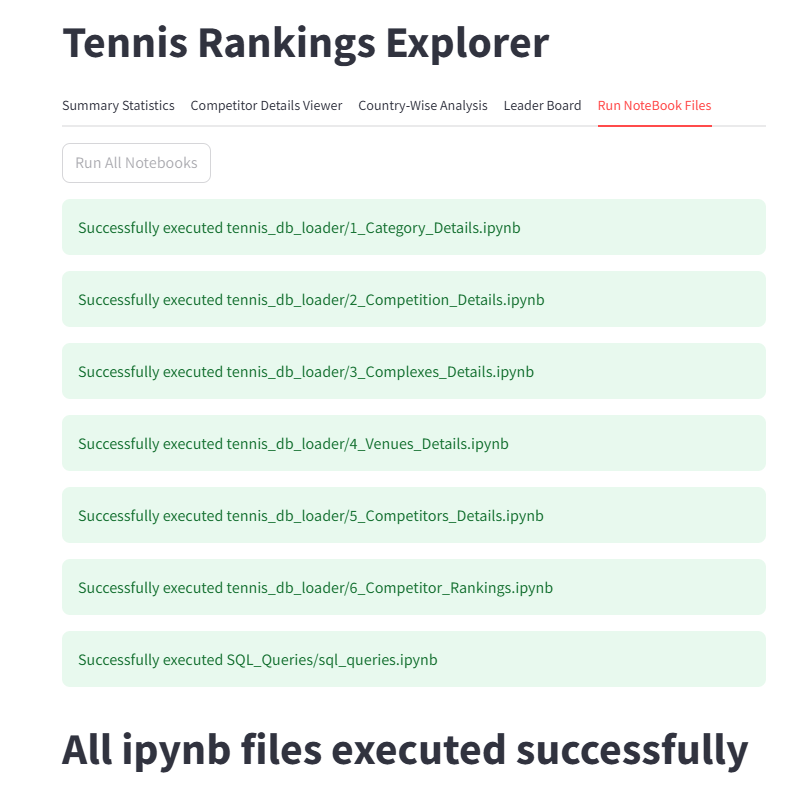 Tennis Rankings Explorer
Summary Statistics Competitor Details Viewer Country-Wise Analysis Leader Board Run NoteBook Files
Run All Notebooks
Successfully executed tennis_db_loader/1_Category_Details.ipynb
Successfully executed tennis_db_loader/2_Competition_Details.ipynb
Successfully executed tennis_db_loader/3_Complexes_Details.ipynb
Successfully executed tennis_db_loader/4_Venues_Details.ipynb
Successfully executed tennis_db_loader/5_Competitors_Details.ipynb
Successfully executed tennis_db_loader/6_Competitor_Rankings.ipynb
Successfully executed SQL_Queries/sql_queries.ipynb
All ipynb files executed successfully